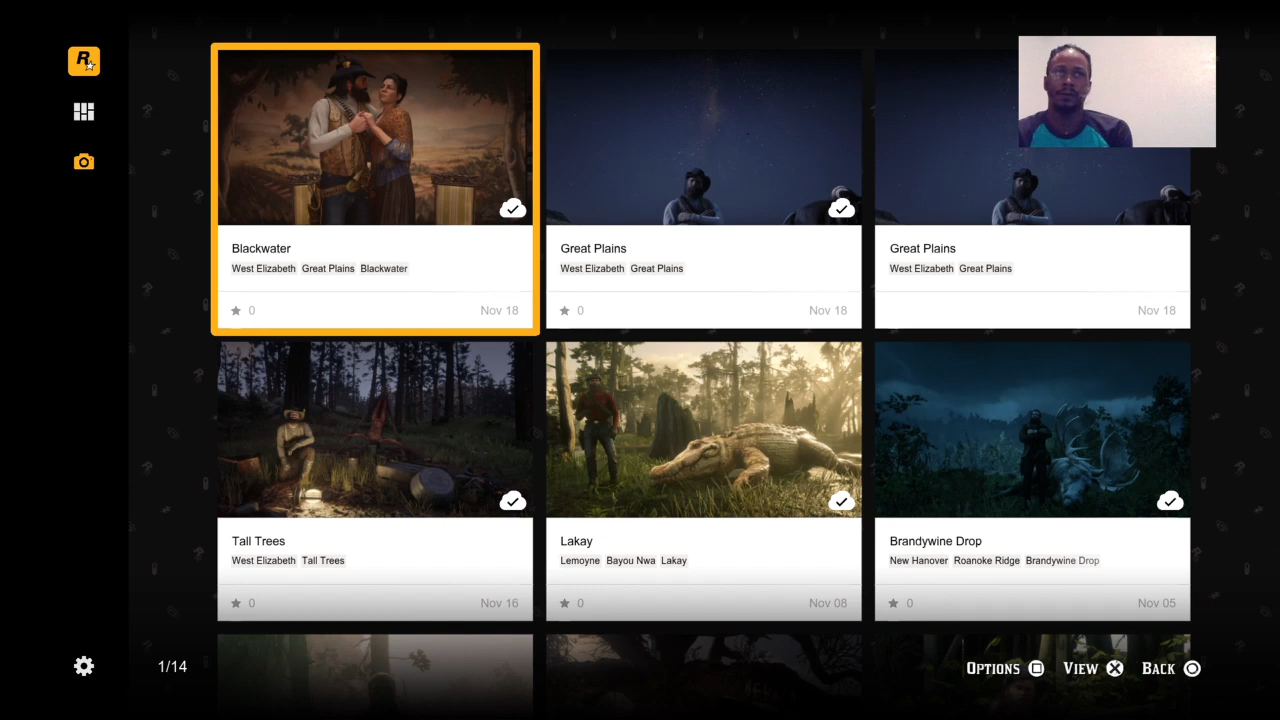 R
Blackwater
West Elizabeth Great Plains Blackwater
0 Nov 18
Great Plains
West Elizabeth Great Plains
0 Nov 18
Great Plains
West Elizabeth Great Plains
Nov 18
Tall Trees
West Elizabeth Tall Trees
0 Nov 16
Lakay
Lemoyne Bayou Nwa Lakay
0 Nov 08
Brandywine Drop
New Hanover Roanoke Ridge Brandywine Drop
0 Nov 05
1/14
OPTIONS VIEW BACK